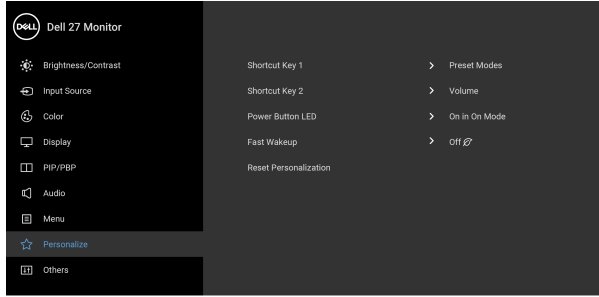 DELL Dell 27 Monitor
Brightness/Contrast
Shortcut Key 1 Preset Modes
Input Source
Shortcut Key 2 Volume
Color
Power Button LED On in On Mode
Display
Fast Wakeup Off
PIP/PBP
Reset Personalization
Audio
Menu
Personalize
Others